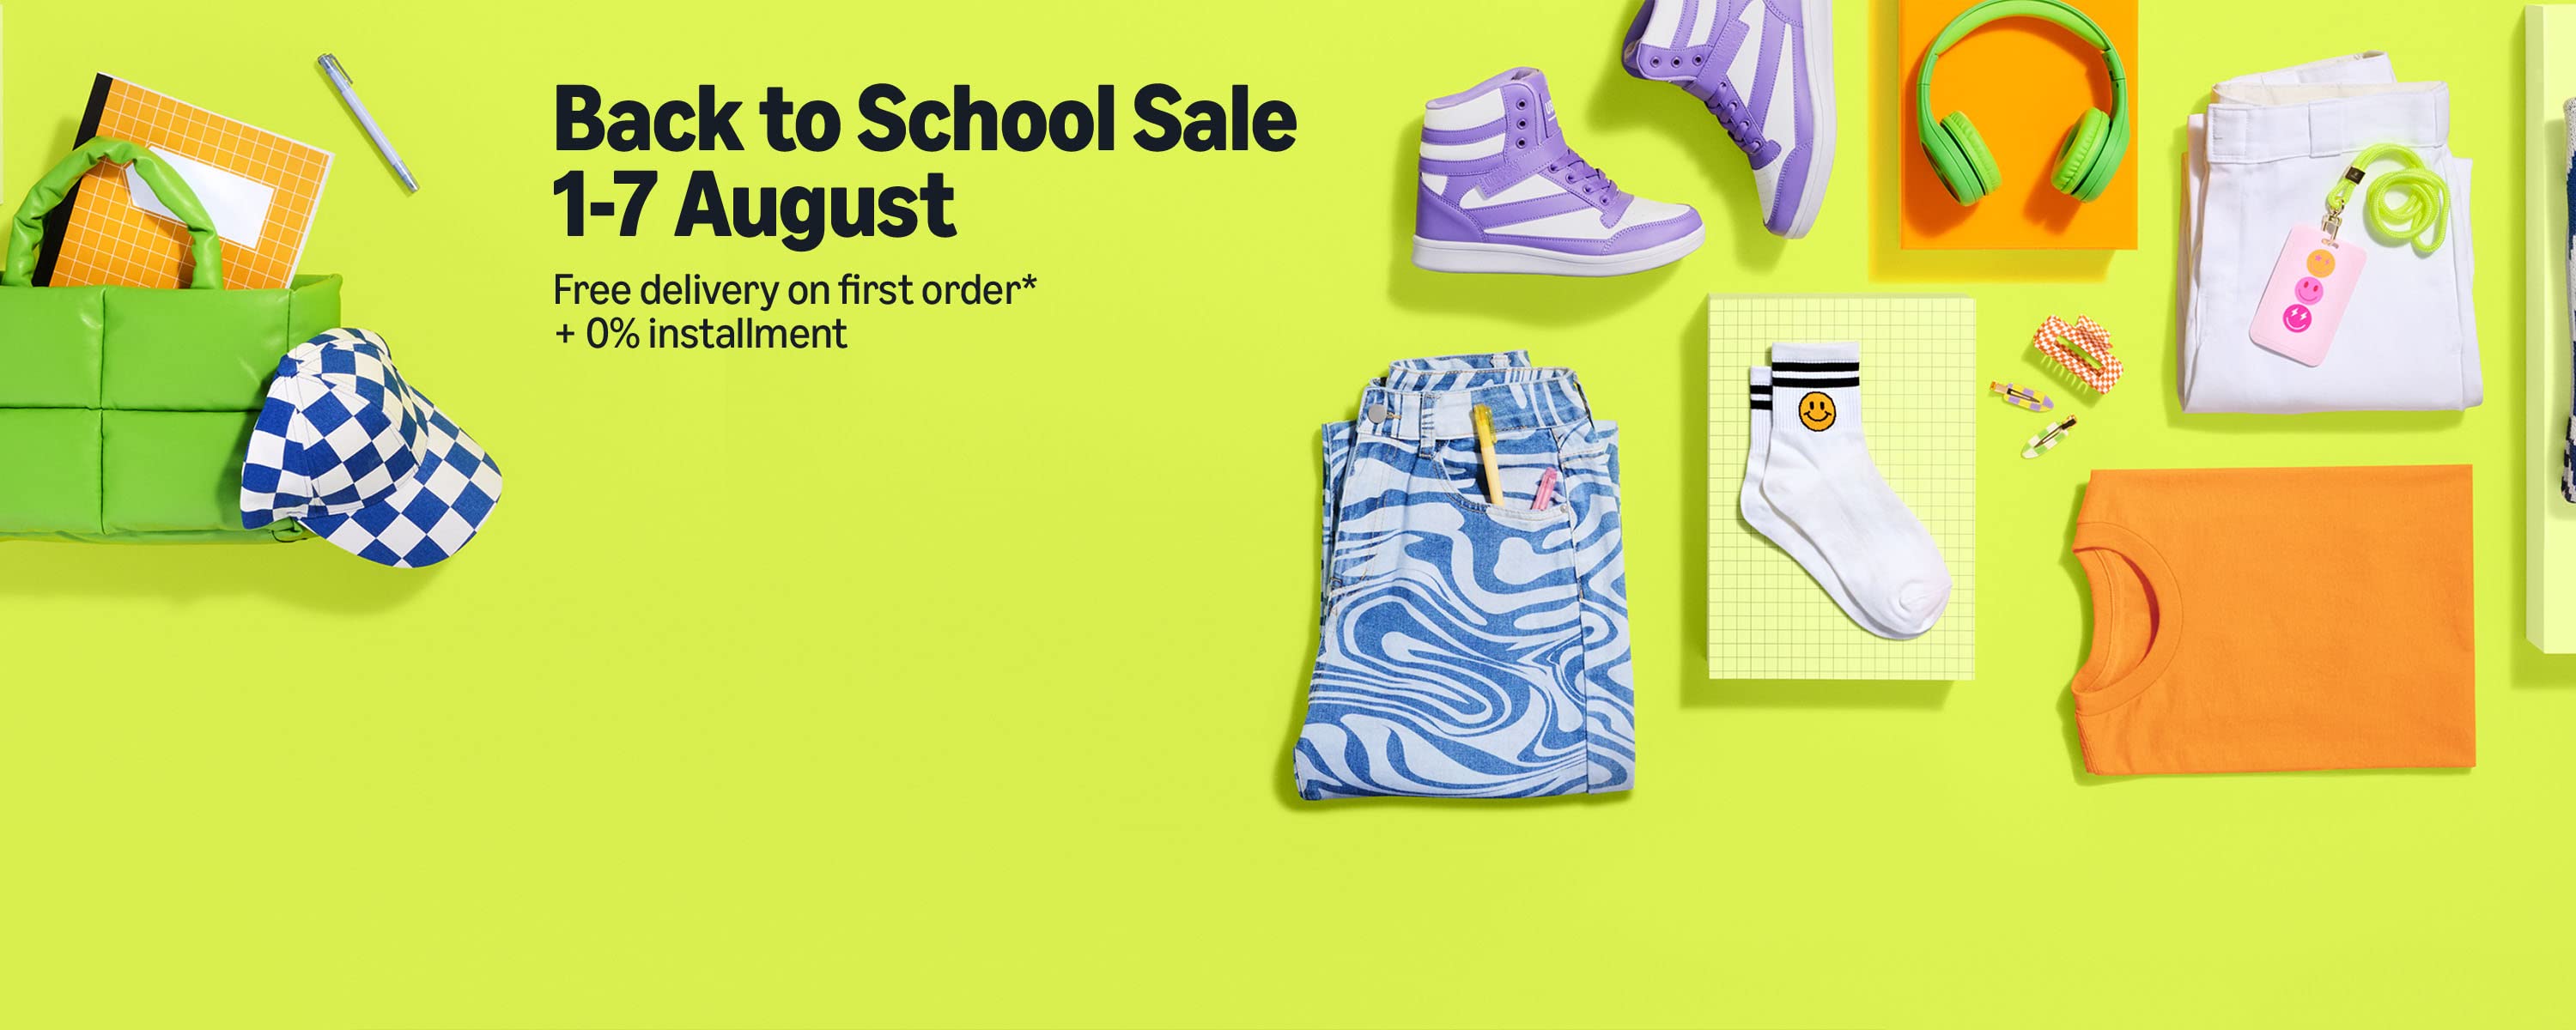 Back to School Sale
1-7 August
Free delivery on first order*
+ 0% installment